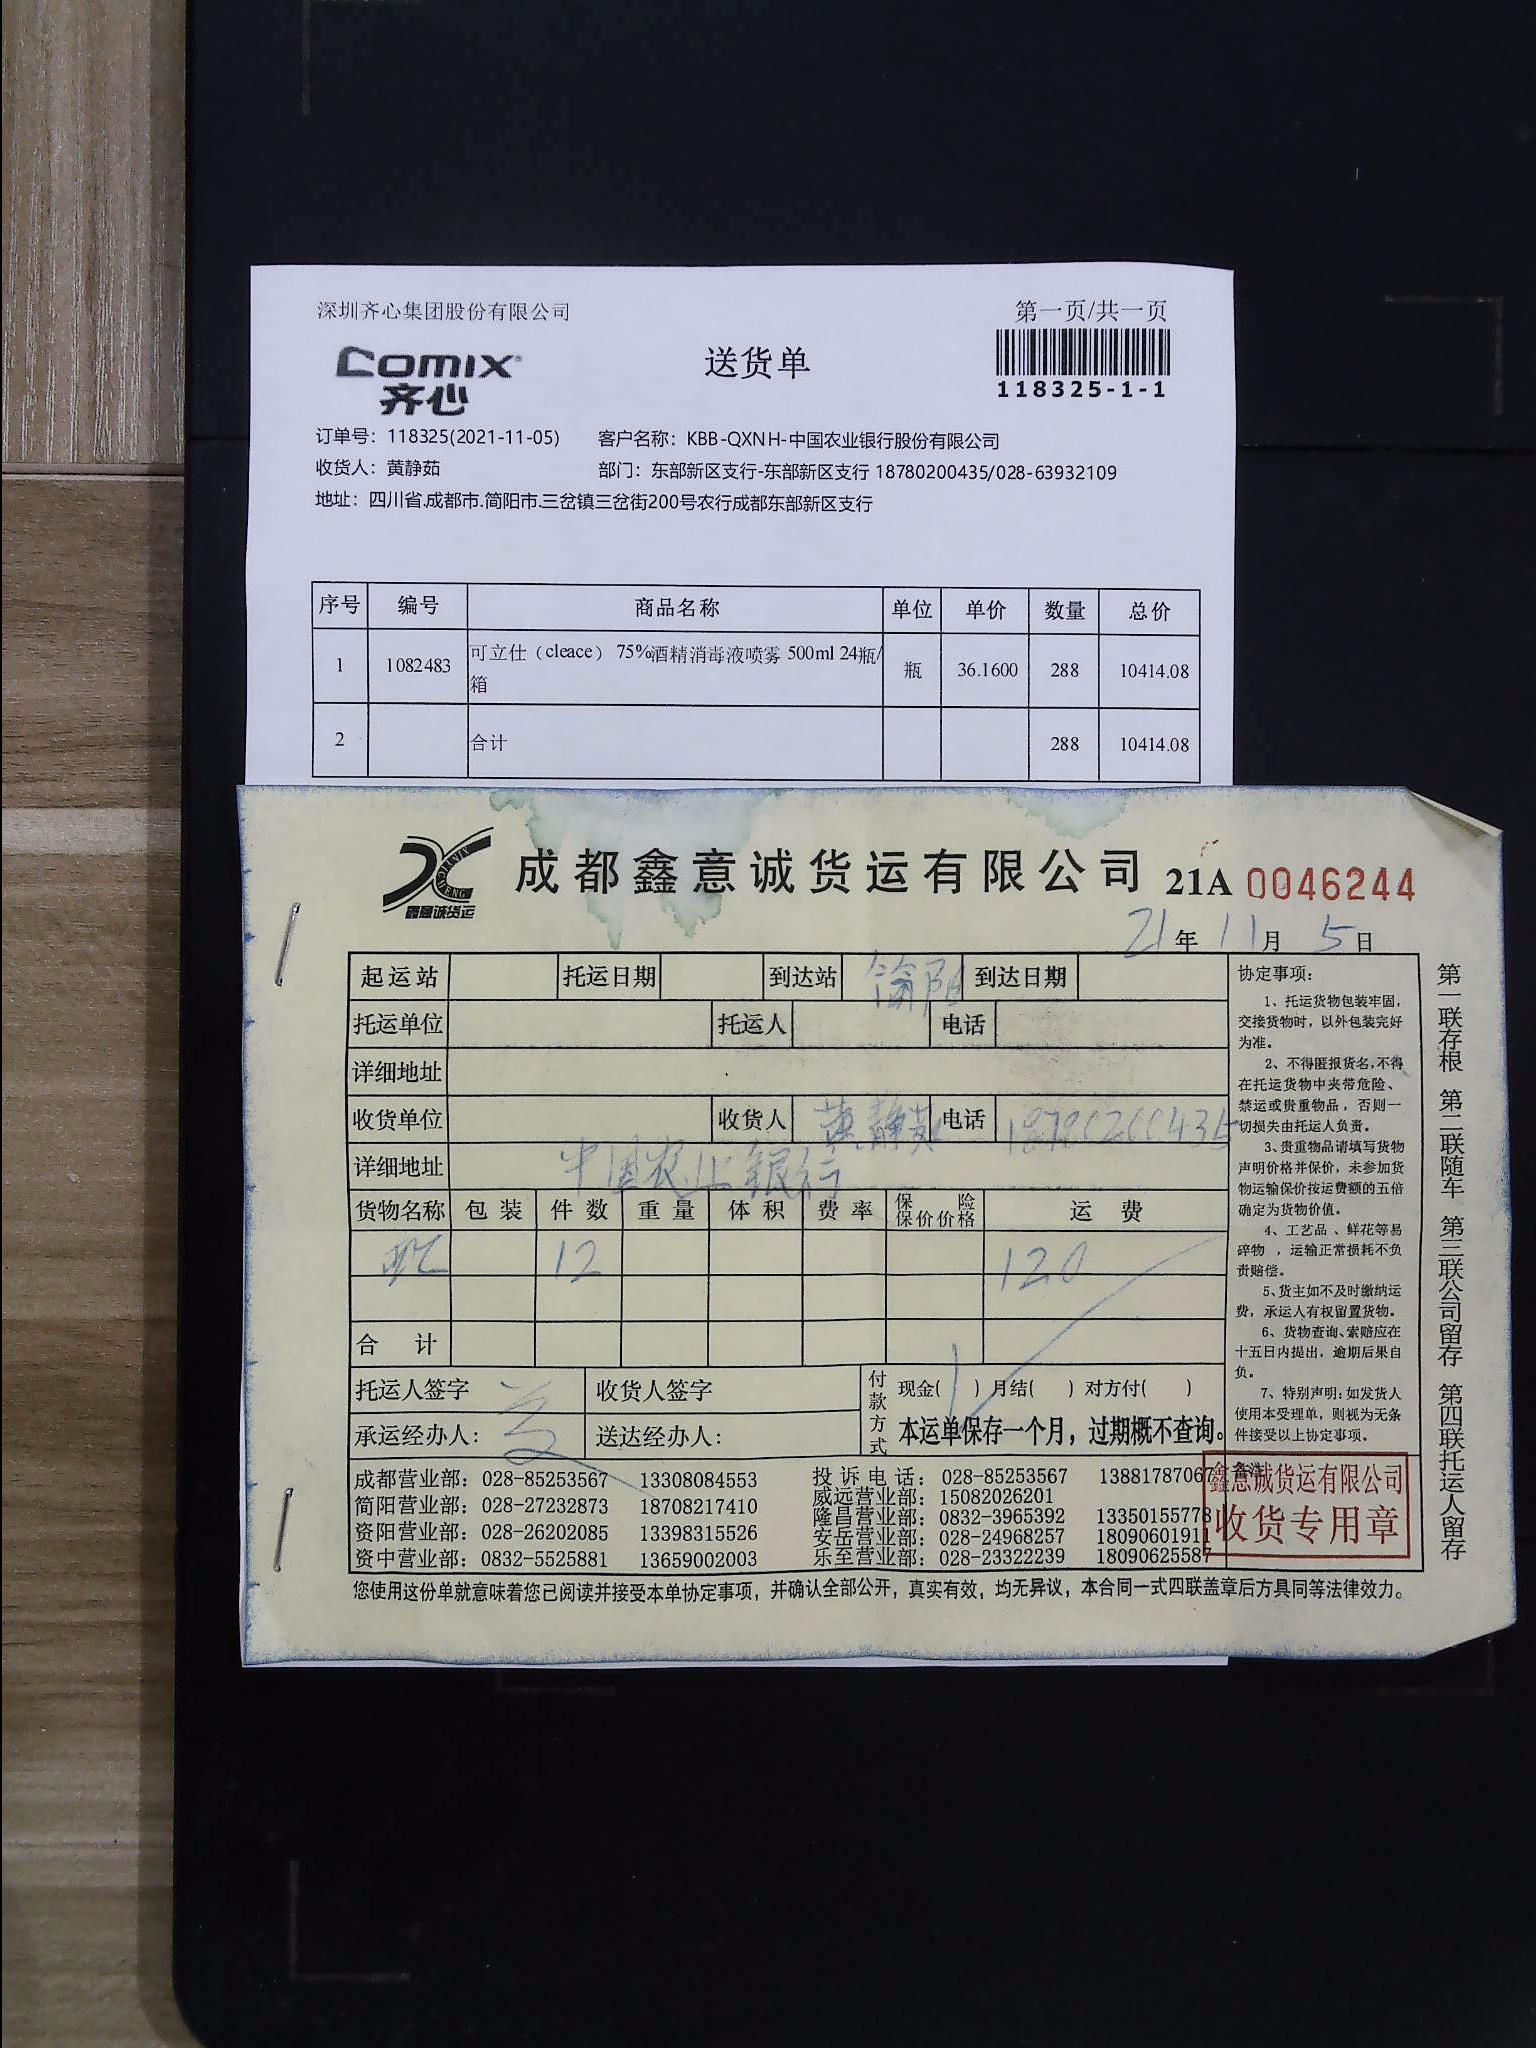 深圳齐心集团股份有限公司
第一页/共一页
COMIX
齐心
送货单
118325-1-1
订单号：118325(2021-11-05) 客户名称：KBB-QXNH-中国农业银行股份有限公司
收货人：黄静茹 部门：东部新区支行-东部新区支行 18780200435/028-63932109
地址：四川省.成都市.简阳市.三岔镇三岔街200号农行成都东部新区支行
序号 编号 商品名称 单位 单价 数量 总价
1 1082483 可立仕（cleace） 75%酒精消毒液喷雾 500ml 24瓶/箱 瓶 36.1600 288 10414.08
2 合计 288 10414.08
鑫意诚货运
成都鑫意诚货运有限公司 21A 0046244
21年 11月 5日
起运站 托运日期 到达站 简阳 到达日期
托运单位 托运人 电话
详细地址
收货单位 收货人 黄静茹 电话 18780200435
详细地址 中国农业银行
货物名称 包装 件数 重量 体积 费率 保险保价价格 运费
12 120
合计
托运人签字 收货人签字 付款方式 现金( ) 月结( ) 对方付( )
承运经办人： 送达经办人： 本运单保存一个月，过期概不查询。
成都营业部：028-85253567 13308084553 投诉电话：028-85253567 13881787067
简阳营业部：028-27232873 18708217410 威远营业部：15082026201
资阳营业部：028-26202085 13398315526 隆昌营业部：0832-3965392 13350155778
安岳营业部：028-24968257 18090601911
资中营业部：0832-5525881 13659002003 乐至营业部：028-23322239 18090625587
协定事项：
1、托运货物包装牢固，
交接货物时，以外包装完好
为准。
2、不得匿报货名,不得
在托运货物中夹带危险、
禁运或贵重物品，否则一
切损失由托运人负责。
3、贵重物品请填写货物
声明价格并保价，未参加货
物运输保价按运费额的五倍
确定为货物价值。
4、工艺品、鲜花等易
碎物，运输正常损耗不负
责赔偿。
5、货主如不及时缴纳运
费，承运人有权留置货物。
6、货物查询、索赔应在
十五日内提出，逾期后果自
负。
7、特别声明：如发货人
使用本受理单，则视为无条
件接受以上协定事项。
备注
鑫意诚货运有限公司
收货专用章
第一联存根 第二联随车 第三联公司留存 第四联托运人留存
您使用这份单就意味着您已阅读并接受本单协定事项，并确认全部公开，真实有效，均无异议，本合同一式四联盖章后方具同等法律效力。